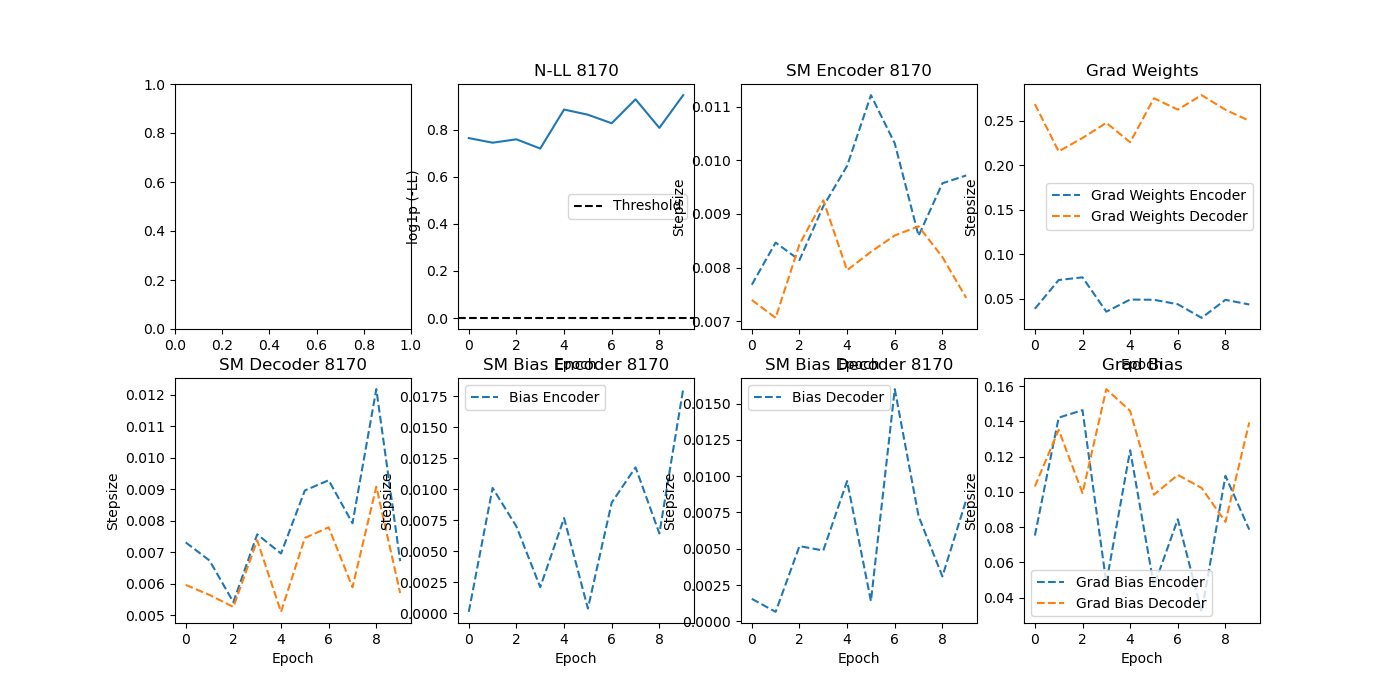 N-LL 8170
SM Encoder 8170
Grad Weights
1.0
0.8
0.6
0.4
0.2
0.0
0.0 0.2 0.4 0.6 0.8 1.0
log1p (-LL)
0.8
0.6
0.4
0.2
0.0
Threshold
0 2 4 6 8
Epoch
Stepsize
0.011
0.010
0.009
0.008
0.007
0 2 4 6 8
Epoch
Stepsize
0.25
0.20
0.15
0.10
0.05
Grad Weights Encoder
Grad Weights Decoder
0 2 4 6 8
Epoch
SM Decoder 8170
SM Bias Encoder 8170
SM Bias Decoder 8170
Grad Bias
Stepsize
0.012
0.011
0.010
0.009
0.008
0.007
0.006
0.005
0 2 4 6 8
Epoch
Stepsize
0.0175
0.0150
0.0125
0.0100
0.0075
0.0050
0.0025
0.0000
Bias Encoder
0 2 4 6 8
Epoch
Stepsize
0.0150
0.0125
0.0100
0.0075
0.0050
0.0025
0.0000
Bias Decoder
0 2 4 6 8
Epoch
Stepsize
0.16
0.14
0.12
0.10
0.08
0.06
0.04
Grad Bias Encoder
Grad Bias Decoder
0 2 4 6 8
Epoch